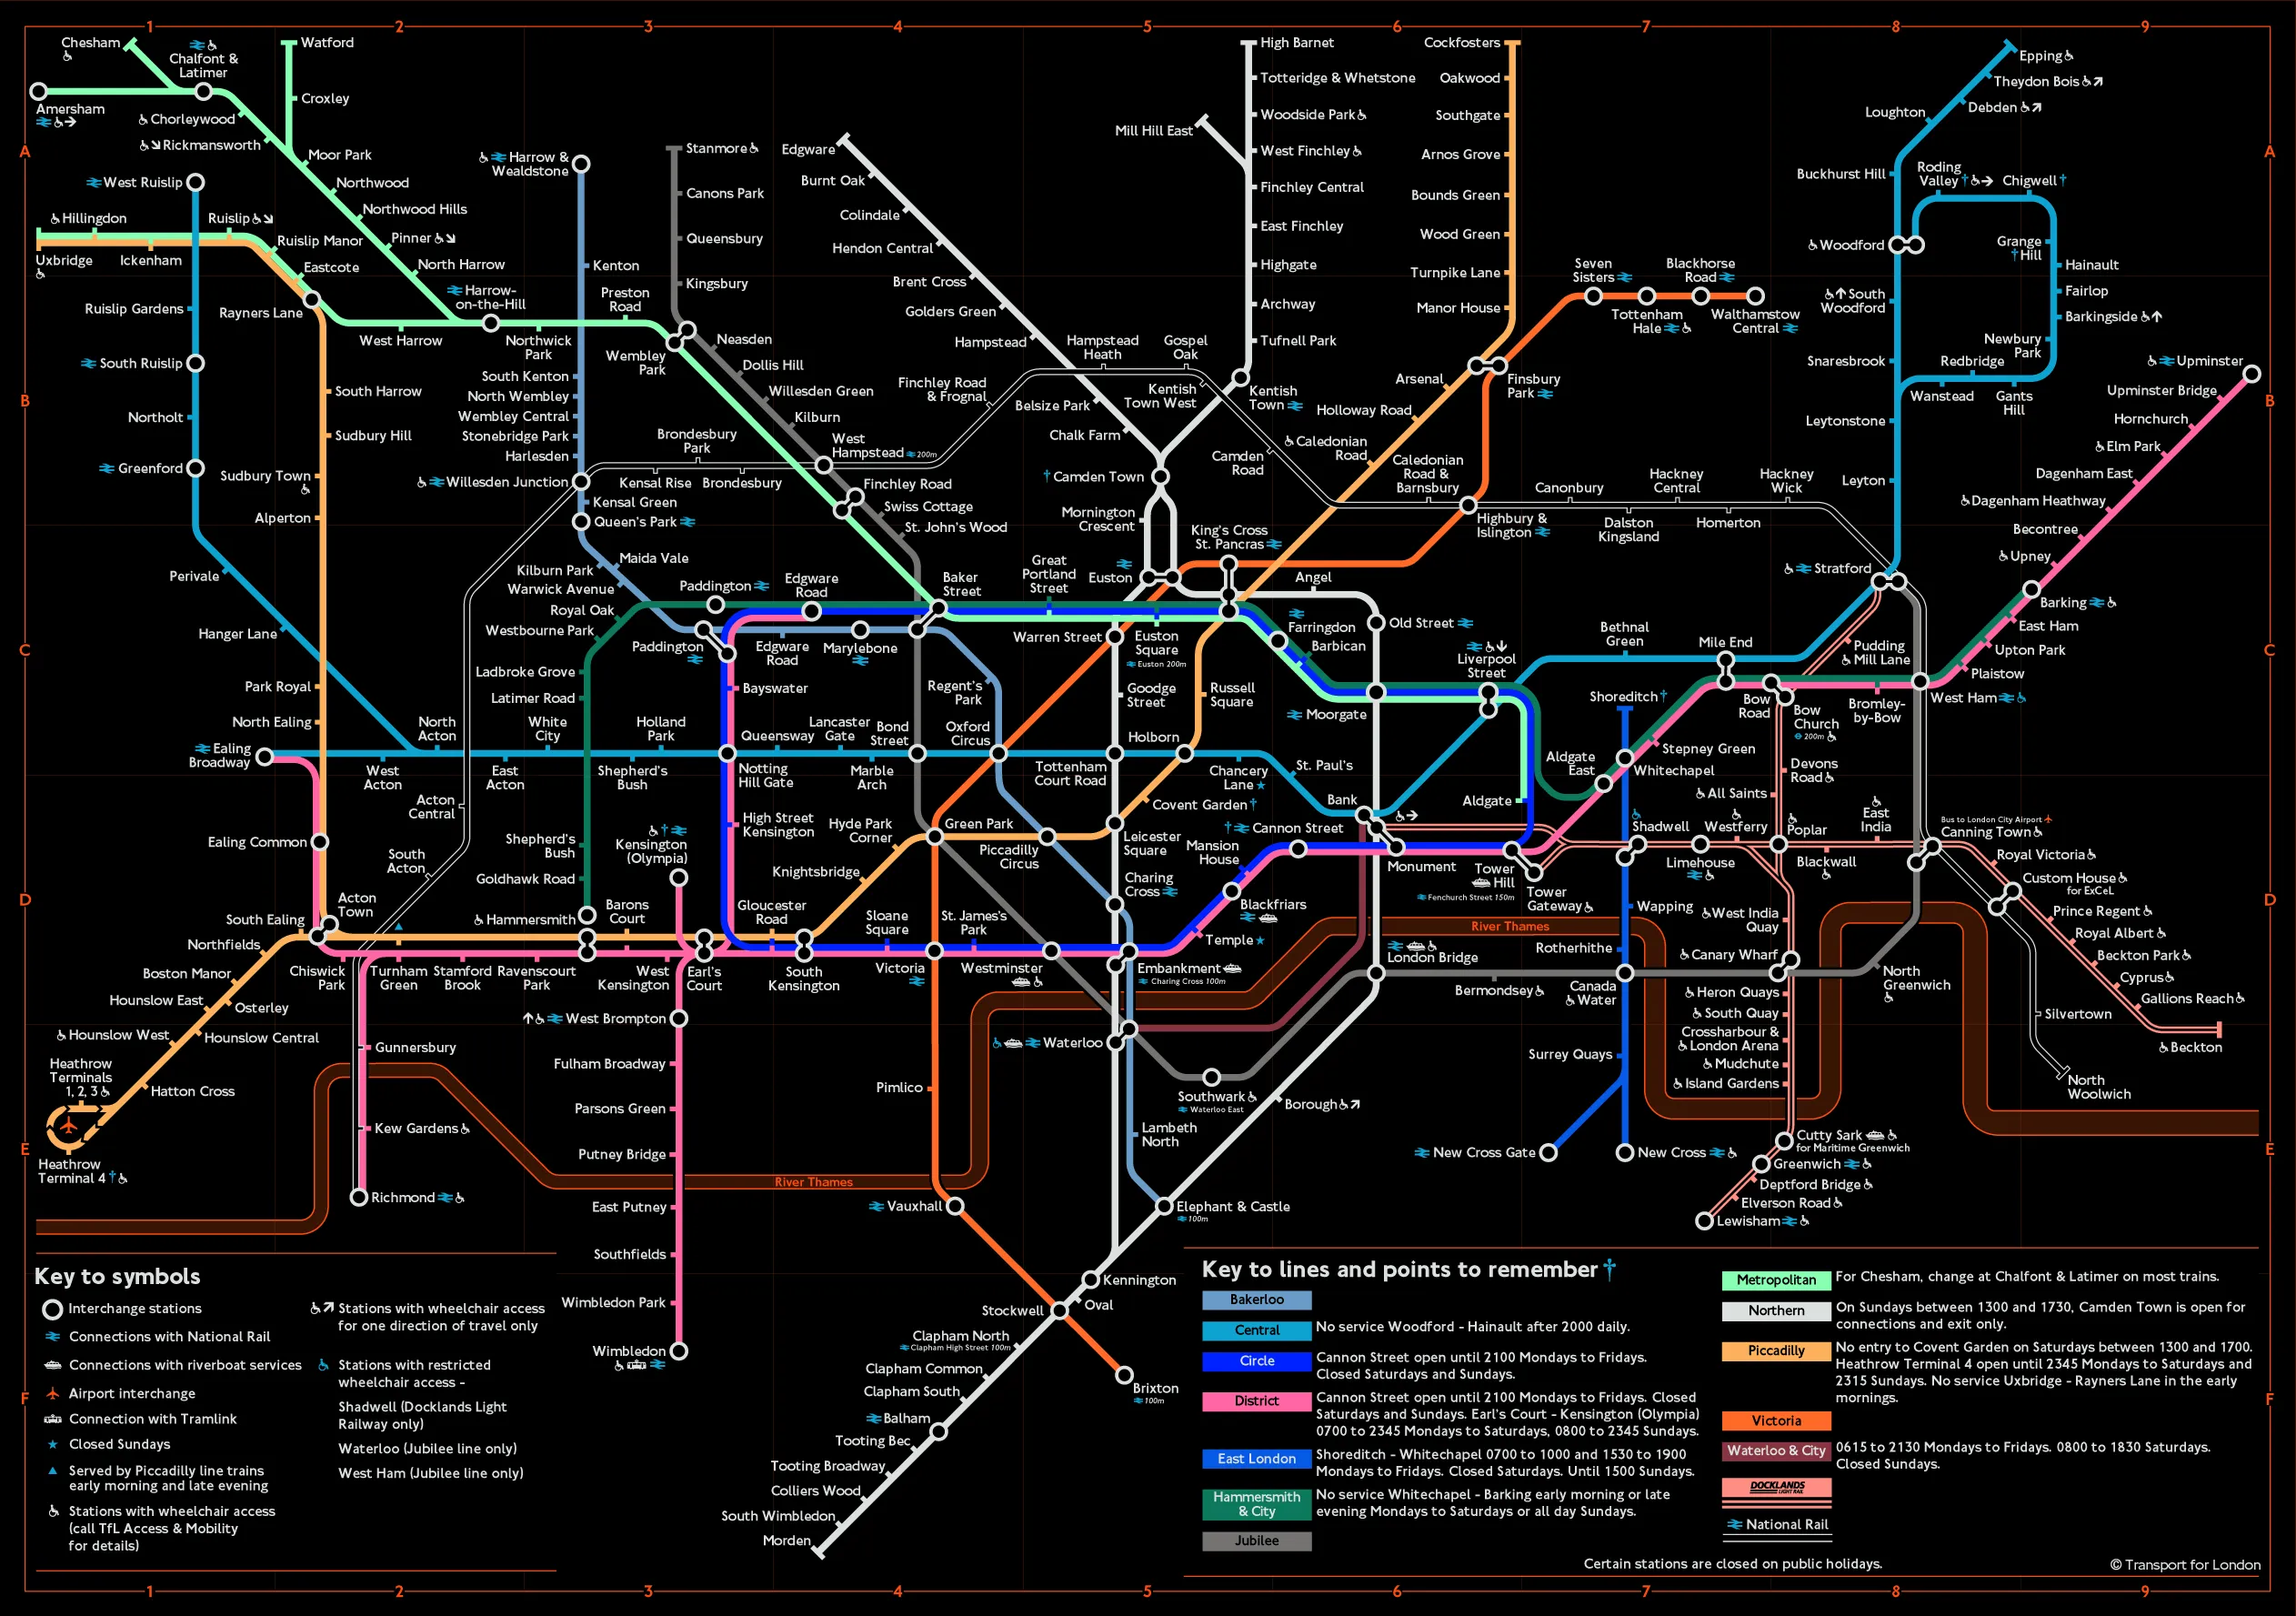 1 2 3 4 5 6 7 8 9
A
B
C
D
E
F
Chesham
Chalfont &
Latimer
Watford
Amersham
Croxley
Chorleywood
Rickmansworth
Moor Park
Northwood
Northwood Hills
Pinner
North Harrow
Harrow-
on-the-Hill
West Ruislip
Hillingdon
Ruislip
Ruislip Manor
Eastcote
Uxbridge
Ickenham
Rayners Lane
West Harrow
Northwick
Park
Preston
Road
Wembley
Park
Ruislip Gardens
South Ruislip
Northolt
Greenford
Perivale
Hanger Lane
South Harrow
Sudbury Hill
Sudbury Town
Alperton
Park Royal
North Ealing
Ealing
Broadway
West
Acton
North
Acton
East
Acton
White
City
Shepherd's
Bush
Holland
Park
Notting
Hill Gate
Queensway
Lancaster
Gate
Marble
Arch
Bond
Street
Oxford
Circus
Tottenham
Court Road
Holborn
Chancery
Lane
St. Paul's
Bank
Harrow &
Wealdstone
Kenton
South Kenton
North Wembley
Wembley Central
Stonebridge Park
Harlesden
Willesden Junction
Kensal Green
Queen's Park
Kilburn Park
Maida Vale
Warwick Avenue
Royal Oak
Westbourne Park
Ladbroke Grove
Latimer Road
Paddington
Paddington
Edgware
Road
Edgware
Road
Marylebone
Baker
Street
Regent's
Park
Great
Portland
Street
Stanmore
Canons Park
Queensbury
Kingsbury
Neasden
Dollis Hill
Willesden Green
Kilburn
West
Hampstead 200m
Finchley Road
Swiss Cottage
St. John's Wood
Brondesbury
Park
Kensal Rise
Brondesbury
Finchley Road
& Frognal
Hampstead
Heath
Gospel
Oak
Kentish
Town West
Camden
Road
Caledonian
Road &
Barnsbury
Highbury &
Islington
Canonbury
Dalston
Kingsland
Hackney
Central
Homerton
Hackney
Wick
Edgware
Burnt Oak
Colindale
Hendon Central
Brent Cross
Golders Green
Hampstead
Belsize Park
Chalk Farm
Camden Town
Mornington
Crescent
Euston
Mill Hill East
High Barnet
Totteridge & Whetstone
Woodside Park
West Finchley
Finchley Central
East Finchley
Highgate
Archway
Tufnell Park
Kentish
Town
Cockfosters
Oakwood
Southgate
Arnos Grove
Bounds Green
Wood Green
Turnpike Lane
Manor House
Finsbury
Park
Arsenal
Holloway Road
Caledonian
Road
King's Cross
St. Pancras
Seven
Sisters
Tottenham
Hale
Blackhorse
Road
Walthamstow
Central
Epping
Theydon Bois
Debden
Loughton
Buckhurst Hill
Roding
Valley †
Chigwell †
Woodford
Grange
† Hill
Hainault
Fairlop
Barkingside
Newbury
Park
South
Woodford
Snaresbrook
Redbridge
Wanstead
Gants
Hill
Leytonstone
Leyton
Stratford
Upminster
Upminster Bridge
Hornchurch
Elm Park
Dagenham East
Dagenham Heathway
Becontree
Upney
Barking
East Ham
Upton Park
Plaistow
West Ham
Bromley-
by-Bow
Bow
Road
Bow
Church
200m
Pudding
Mill Lane
Mile End
Bethnal
Green
Shoreditch †
Stepney Green
Whitechapel
Aldgate
East
Aldgate
Liverpool
Street
Moorgate
Old Street
Angel
Farringdon
Barbican
Warren Street
Euston
Square
Euston 200m
Goodge
Street
Russell
Square
Covent Garden †
Leicester
Square
Piccadilly
Circus
Green Park
Hyde Park
Corner
Knightsbridge
Bayswater
High Street
Kensington
Kensington
(Olympia)
Shepherd's
Bush
Goldhawk Road
Hammersmith
Barons
Court
Gloucester
Road
Sloane
Square
St. James's
Park
Victoria
Westminster
Embankment
Charing Cross 100m
Charing
Cross
Temple
Blackfriars
Mansion
House
† Cannon Street
Monument
Tower
Hill
Fenchurch Street 150m
Tower
Gateway
Shadwell
Limehouse
Westferry
Poplar
Blackwall
East
India
Bus to London City Airport
Canning Town
Devons
Road
All Saints
Royal Victoria
Custom House
for ExCeL
Prince Regent
Royal Albert
Beckton Park
Cyprus
Gallions Reach
Beckton
Silvertown
North
Woolwich
West India
Quay
Canary Wharf
Heron Quays
South Quay
Crossharbour &
London Arena
Mudchute
Island Gardens
Cutty Sark
for Maritime Greenwich
Greenwich
Deptford Bridge
Elverson Road
Lewisham
North
Greenwich
Canada
Water
Bermondsey
London Bridge
Wapping
Rotherhithe
Surrey Quays
New Cross Gate
New Cross
River Thames
River Thames
Acton
Central
South
Acton
Ealing Common
Acton
Town
South Ealing
Northfields
Boston Manor
Hounslow East
Osterley
Hounslow West
Hounslow Central
Heathrow
Terminals
1, 2, 3
Hatton Cross
Heathrow
Terminal 4 †
Chiswick
Park
Turnham
Green
Stamford
Brook
Ravenscourt
Park
West
Kensington
Earl's
Court
South
Kensington
Gunnersbury
Kew Gardens
Richmond
West Brompton
Fulham Broadway
Parsons Green
Putney Bridge
East Putney
Southfields
Wimbledon Park
Wimbledon
Pimlico
Vauxhall
Stockwell
Brixton
100m
Waterloo
Southwark
Waterloo East
Borough
Lambeth
North
Elephant & Castle
100m
Kennington
Oval
Clapham North
Clapham High Street 100m
Clapham Common
Clapham South
Balham
Tooting Bec
Tooting Broadway
Colliers Wood
South Wimbledon
Morden
Key to symbols
Interchange stations
Connections with National Rail
Connections with riverboat services
Airport interchange
Connection with Tramlink
Closed Sundays
Served by Piccadilly line trains
early morning and late evening
Stations with wheelchair access
(call TfL Access & Mobility
for details)
Stations with wheelchair access
for one direction of travel only
Stations with restricted
wheelchair access -
Shadwell (Docklands Light
Railway only)
Waterloo (Jubilee line only)
West Ham (Jubilee line only)
Key to lines and points to remember †
Bakerloo
Central
No service Woodford - Hainault after 2000 daily.
Circle
Cannon Street open until 2100 Mondays to Fridays.
Closed Saturdays and Sundays.
District
Cannon Street open until 2100 Mondays to Fridays. Closed
Saturdays and Sundays. Earl's Court - Kensington (Olympia)
0700 to 2345 Mondays to Saturdays, 0800 to 2345 Sundays.
East London
Shoreditch - Whitechapel 0700 to 1000 and 1530 to 1900
Mondays to Fridays. Closed Saturdays. Until 1500 Sundays.
Hammersmith
& City
No service Whitechapel - Barking early morning or late
evening Mondays to Saturdays or all day Sundays.
Jubilee
Metropolitan
For Chesham, change at Chalfont & Latimer on most trains.
Northern
On Sundays between 1300 and 1730, Camden Town is open for
connections and exit only.
Piccadilly
No entry to Covent Garden on Saturdays between 1300 and 1700.
Heathrow Terminal 4 open until 2345 Mondays to Saturdays and
2315 Sundays. No service Uxbridge - Rayners Lane in the early
mornings.
Victoria
Waterloo & City
0615 to 2130 Mondays to Fridays. 0800 to 1830 Saturdays.
Closed Sundays.
DOCKLANDS
LIGHT RAIL
National Rail
Certain stations are closed on public holidays.
© Transport for London
1 2 3 4 5 6 7 8 9